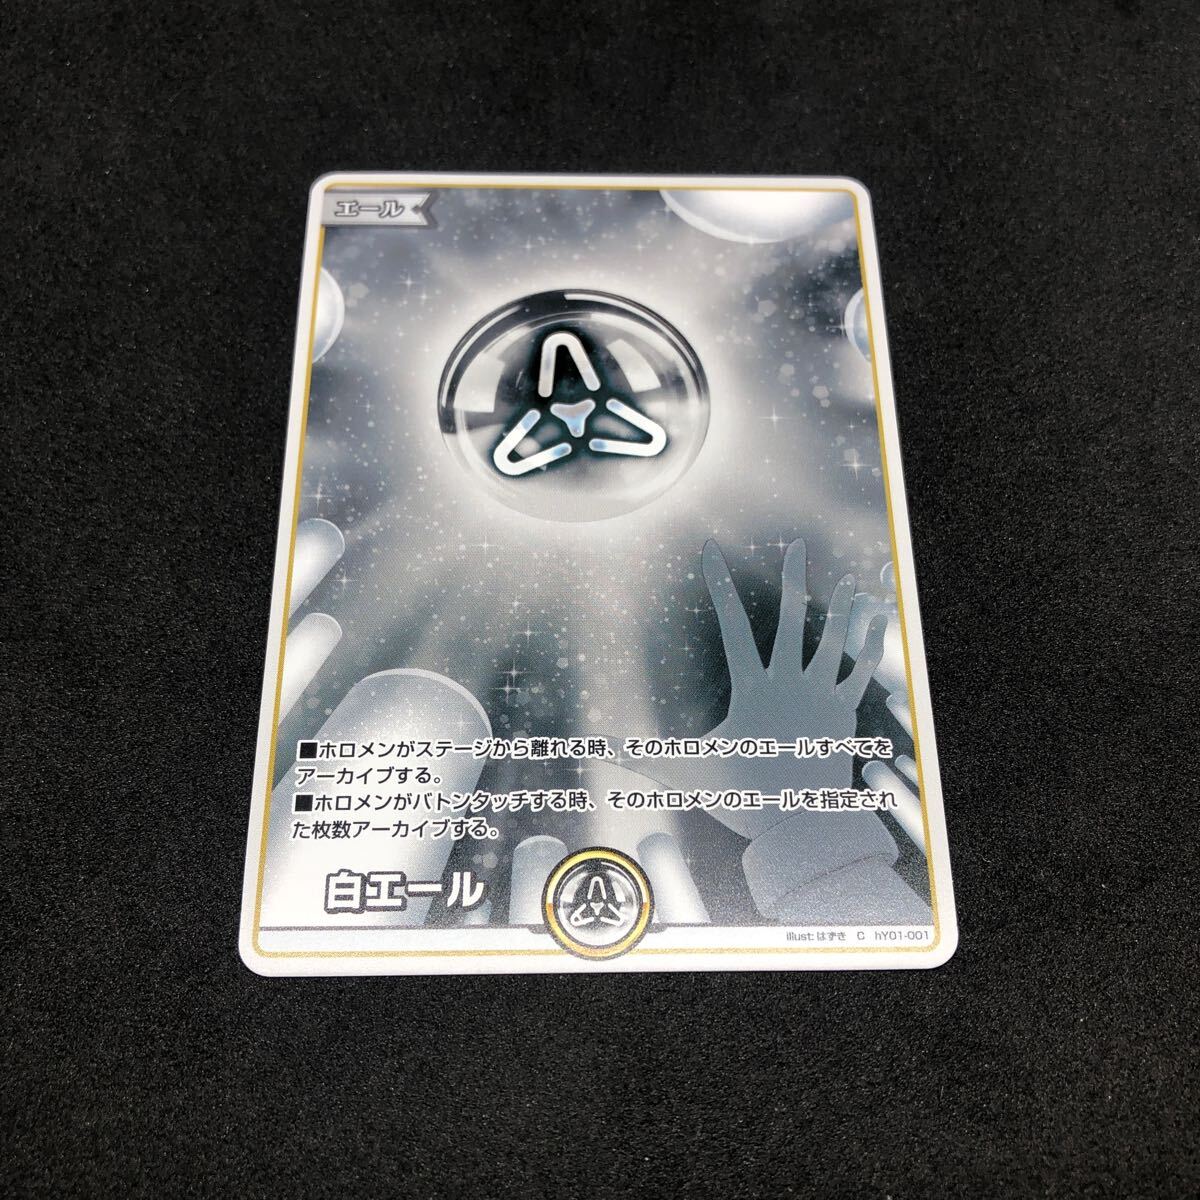 エール
■ホロメンがステージから離れる時、そのホロメンのエールすべてを
アーカイブする。
■ホロメンがバトンタッチする時、そのホロメンのエールを指定され
た枚数アーカイブする。
白エール
illust: はずき C hY01-001